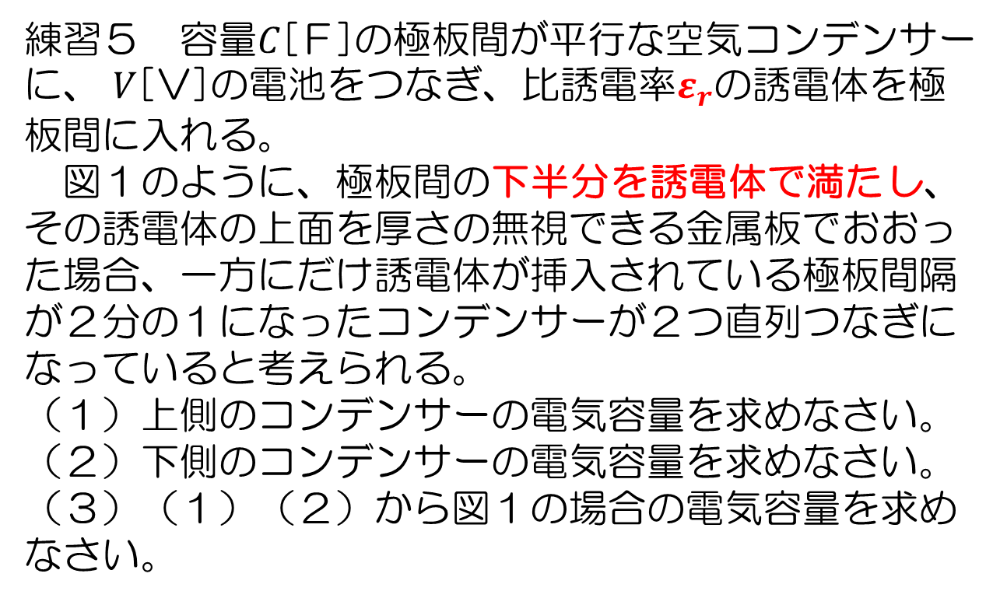 練習５　容量C[Ｆ]の極板間が平行な空気コンデンサー
に、V[Ｖ]の電池をつなぎ、比誘電率εrの誘電体を極
板間に入れる。
　図１のように、極板間の下半分を誘電体で満たし、
その誘電体の上面を厚さの無視できる金属板でおおっ
た場合、一方にだけ誘電体が挿入されている極板間隔
が２分の１になったコンデンサーが２つ直列つなぎに
なっていると考えられる。
（１）上側のコンデンサーの電気容量を求めなさい。
（２）下側のコンデンサーの電気容量を求めなさい。
（３）（１）（２）から図１の場合の電気容量を求め
なさい。